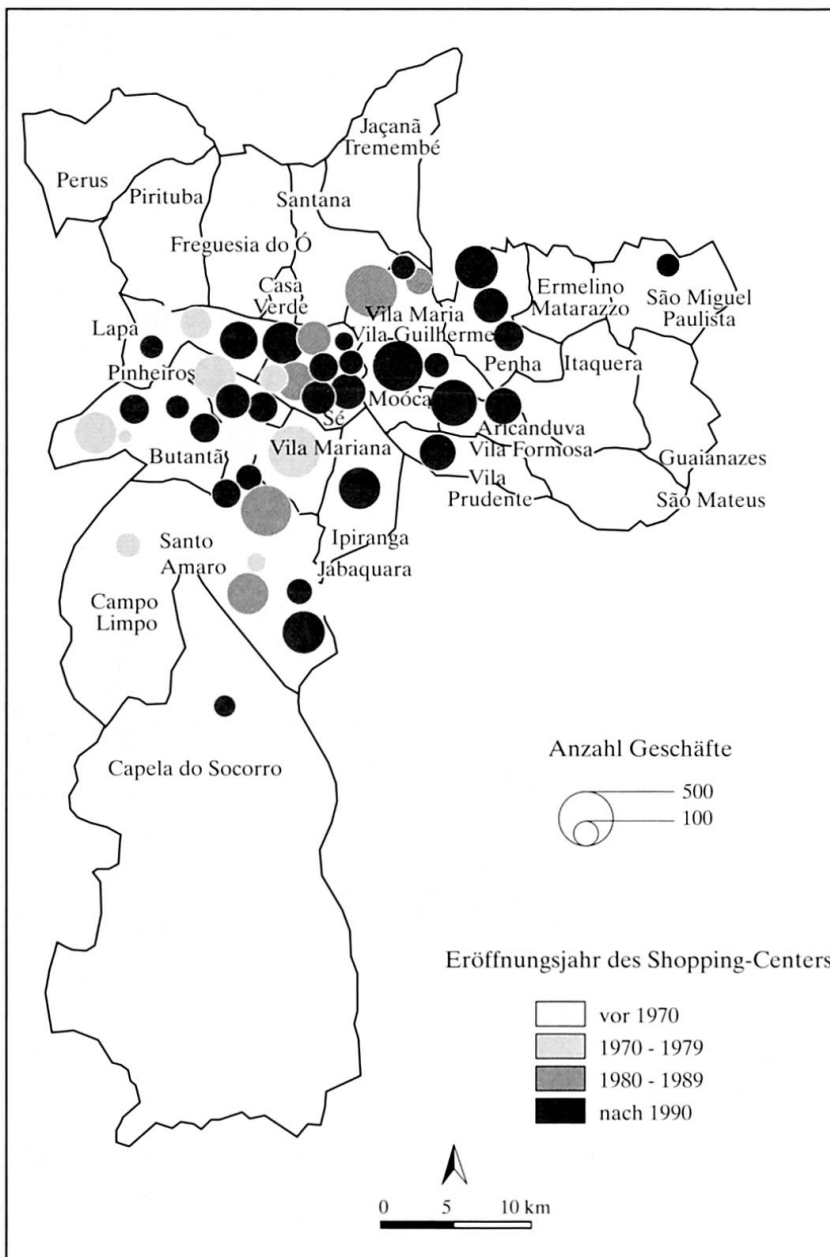 Jaçanã
Tremembé
Perus
Pirituba
Santana
Freguesia do Ó
Casa
Verde
Ermelino
Matarazzo
São Miguel
Paulista
Lapa
Vila Maria
Vila Guilherme
Pinheiros
Penha
Itaquera
Moóca
Sé
Aricanduva
Butantã
Vila Mariana
Vila Formosa
Guaianazes
Vila
Prudente
São Mateus
Ipiranga
Santo
Amaro
Jabaquara
Campo
Limpo
Capela do Socorro
Anzahl Geschäfte
500
100
Eröffnungsjahr des Shopping-Centers
vor 1970
1970 - 1979
1980 - 1989
nach 1990
0 5 10 km